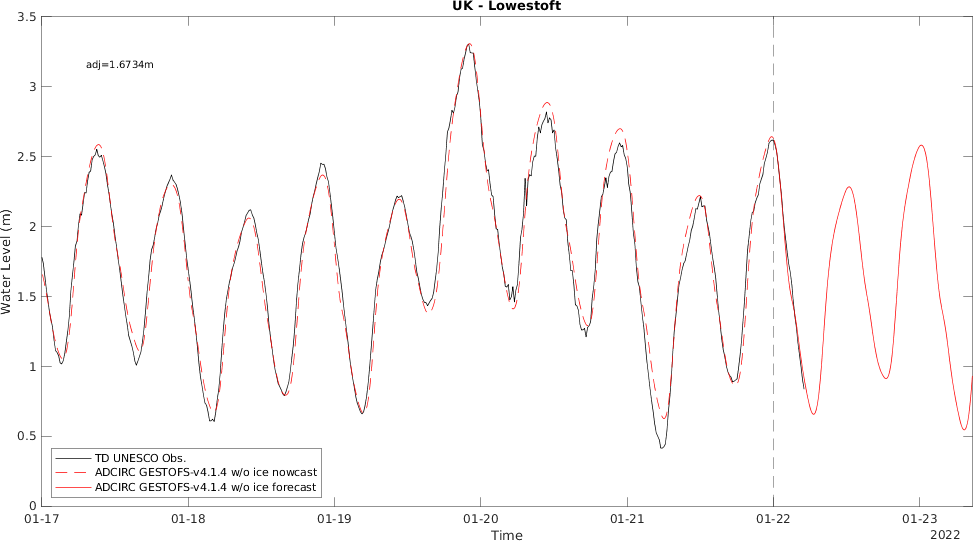 UK - Lowestoft
3.5
3
2.5
2
1.5
1
0.5
0
Water Level (m)
adj=1.6734m
TD UNESCO Obs.
ADCIRC GESTOFS-v4.1.4 w/o ice nowcast
ADCIRC GESTOFS-v4.1.4 w/o ice forecast
01-17 01-18 01-19 01-20 01-21 01-22 01-23
Time
2022